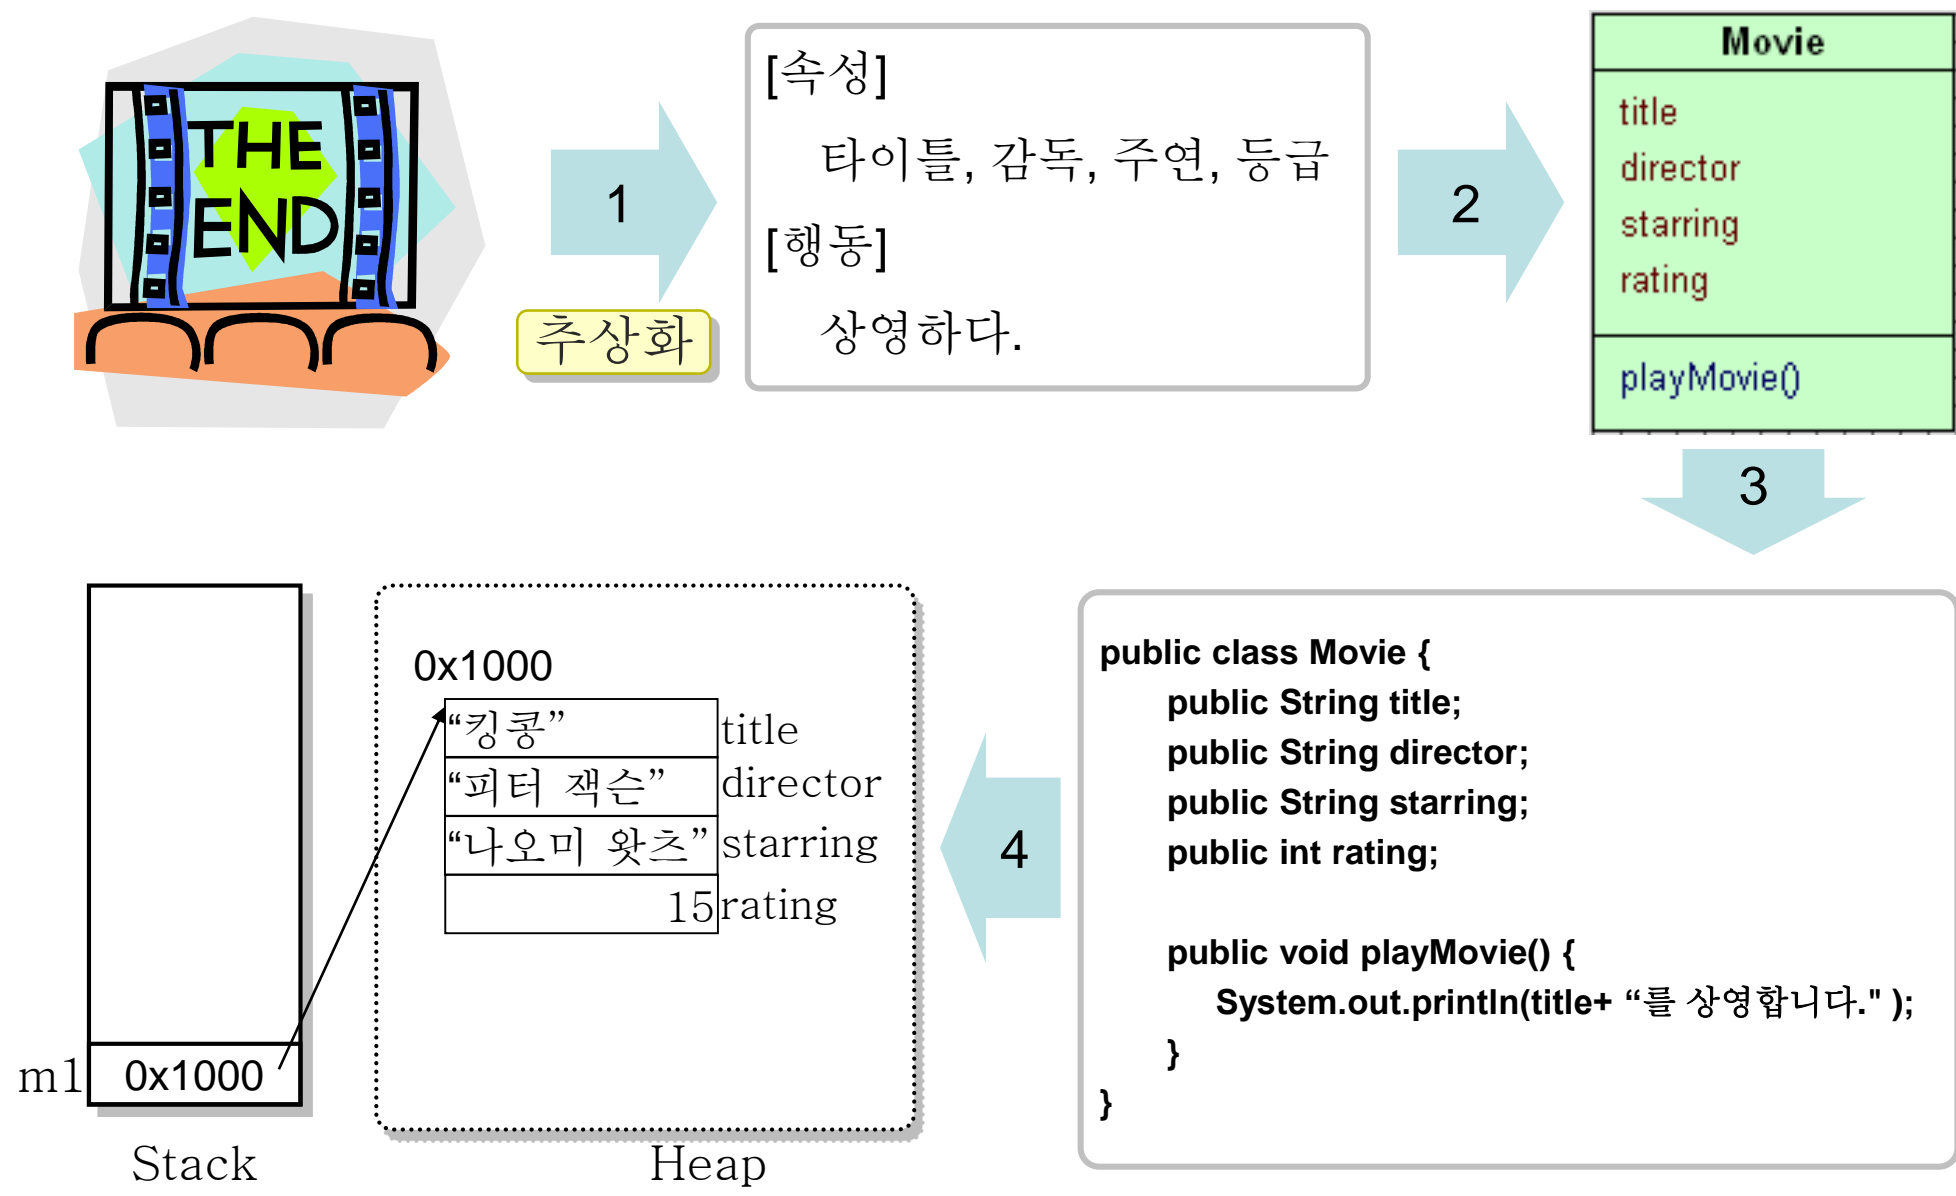 THE
END
1
추상화
[속성]
타이틀, 감독, 주연, 등급
[행동]
상영하다.
2
Movie
title
director
starring
rating
playMovie()
3
public class Movie {
public String title;
public String director;
public String starring;
public int rating;
public void playMovie() {
System.out.println(title+ “를 상영합니다." );
}
}
4
0x1000
“킹콩” title
“피터 잭슨” director
“나오미 왓츠” starring
15 rating
m1 0x1000
Stack
Heap